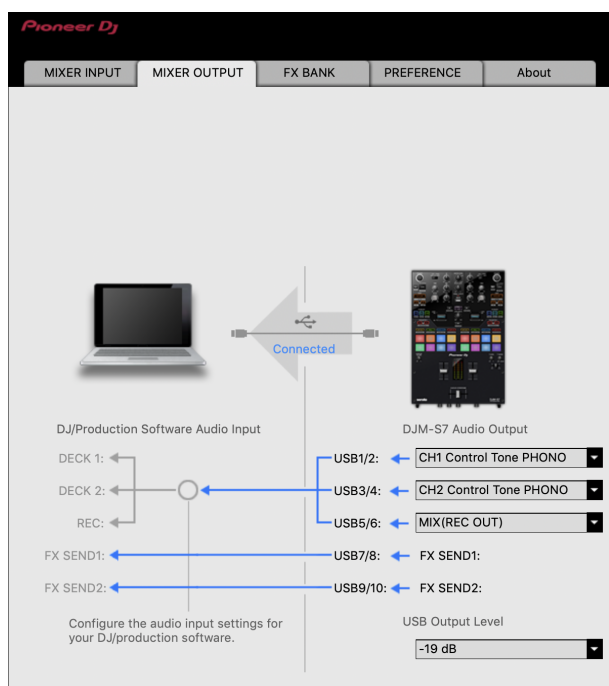 Pioneer Dj
MIXER INPUT
MIXER OUTPUT
FX BANK
PREFERENCE
About
Connected
DJ/Production Software Audio Input
DJM-S7 Audio Output
DECK 1:
USB1/2:
CH1 Control Tone PHONO
DECK 2:
USB3/4:
CH2 Control Tone PHONO
REC:
USB5/6:
MIX(REC OUT)
FX SEND1:
USB7/8:
FX SEND1:
FX SEND2:
USB9/10:
FX SEND2:
Configure the audio input settings for
your DJ/production software.
USB Output Level
-19 dB